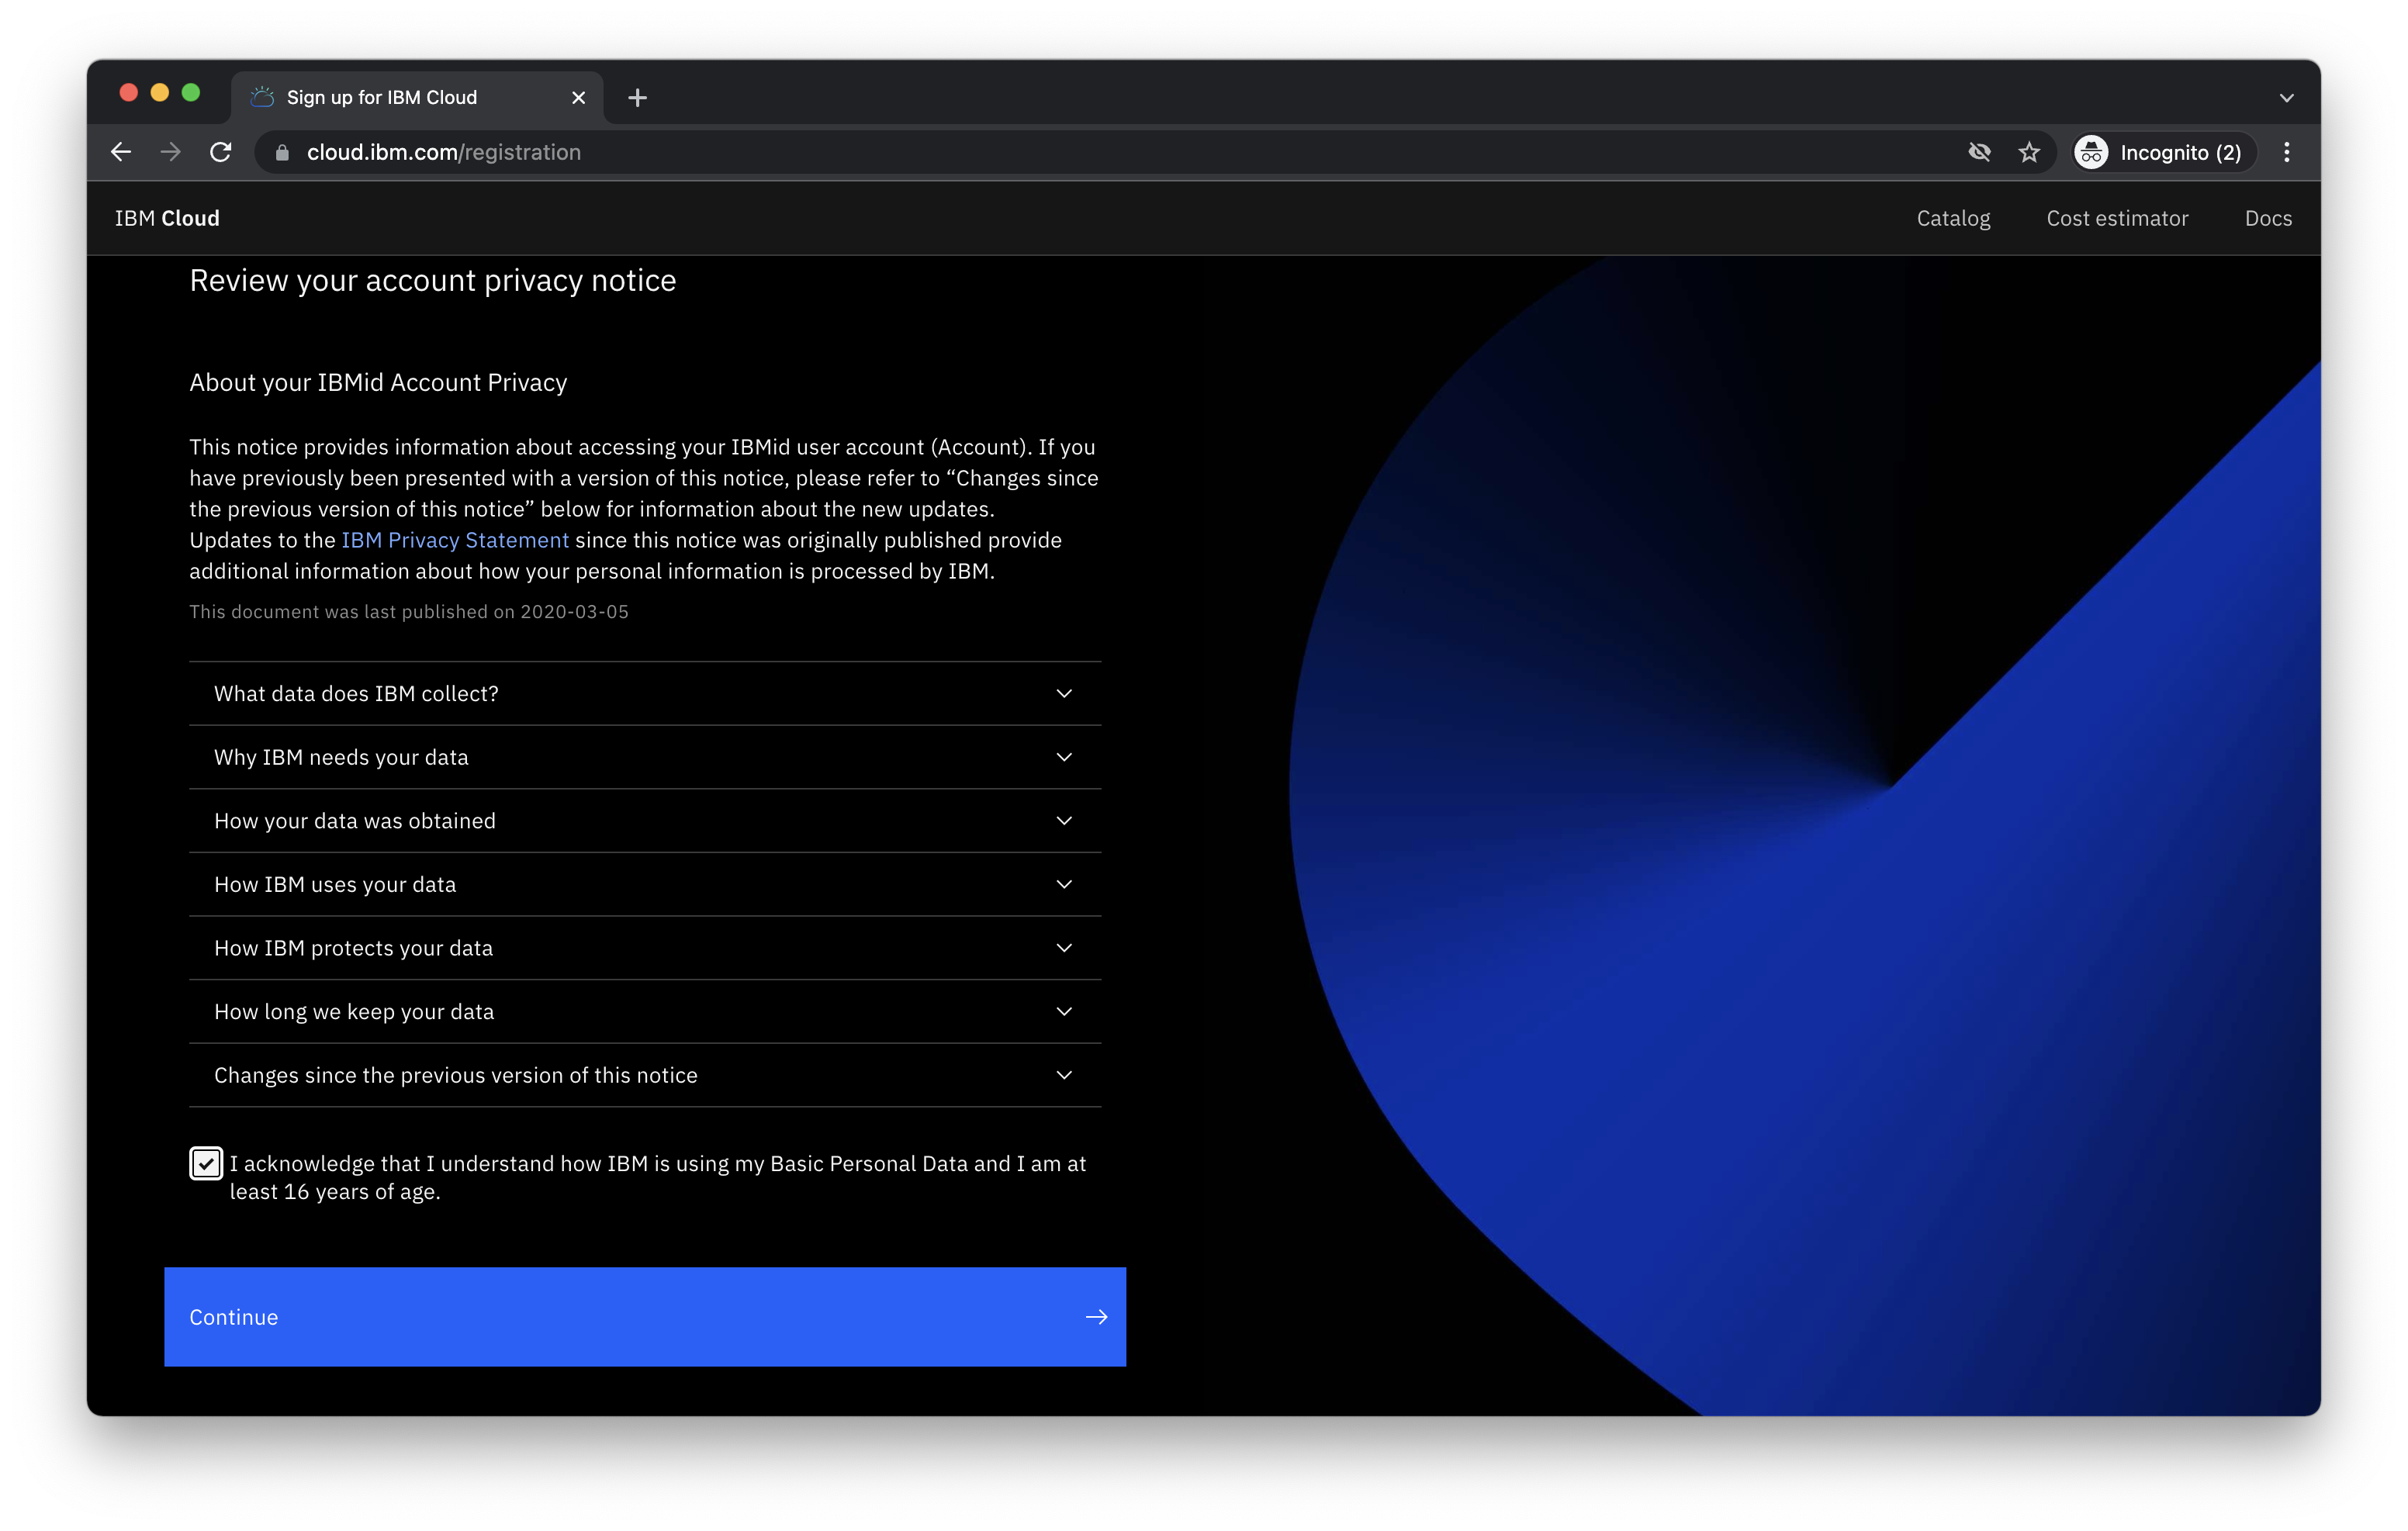 Sign up for IBM Cloud
cloud.ibm.com/registration
Incognito (2)
IBM Cloud
Catalog
Cost estimator
Docs
Review your account privacy notice
About your IBMid Account Privacy
This notice provides information about accessing your IBMid user account (Account). If you
have previously been presented with a version of this notice, please refer to “Changes since
the previous version of this notice” below for information about the new updates.
Updates to the IBM Privacy Statement since this notice was originally published provide
additional information about how your personal information is processed by IBM.
This document was last published on 2020-03-05
What data does IBM collect?
Why IBM needs your data
How your data was obtained
How IBM uses your data
How IBM protects your data
How long we keep your data
Changes since the previous version of this notice
I acknowledge that I understand how IBM is using my Basic Personal Data and I am at
least 16 years of age.
Continue